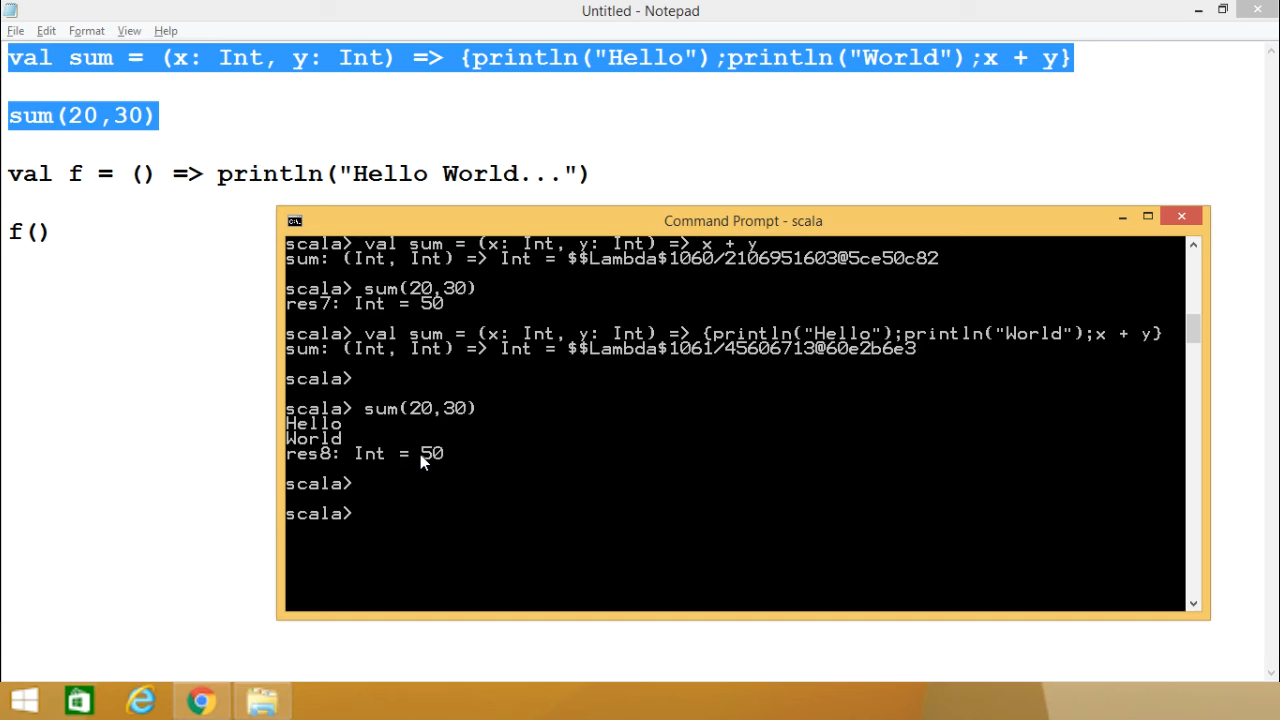 Untitled - Notepad
File Edit Format View Help
val sum = (x: Int, y: Int) => {println("Hello");println("World");x + y}
sum(20,30)
val f = () => println("Hello World...")
f()
Command Prompt - scala
scala> val sum = (x: Int, y: Int) => x + y
sum: (Int, Int) => Int = $$Lambda$1060/2106951603@5ce50c82
scala> sum(20,30)
res7: Int = 50
scala> val sum = (x: Int, y: Int) => {println("Hello");println("World");x + y}
sum: (Int, Int) => Int = $$Lambda$1061/45606713@60e2b6e3
scala>
scala> sum(20,30)
Hello
World
res8: Int = 50
scala>
scala>